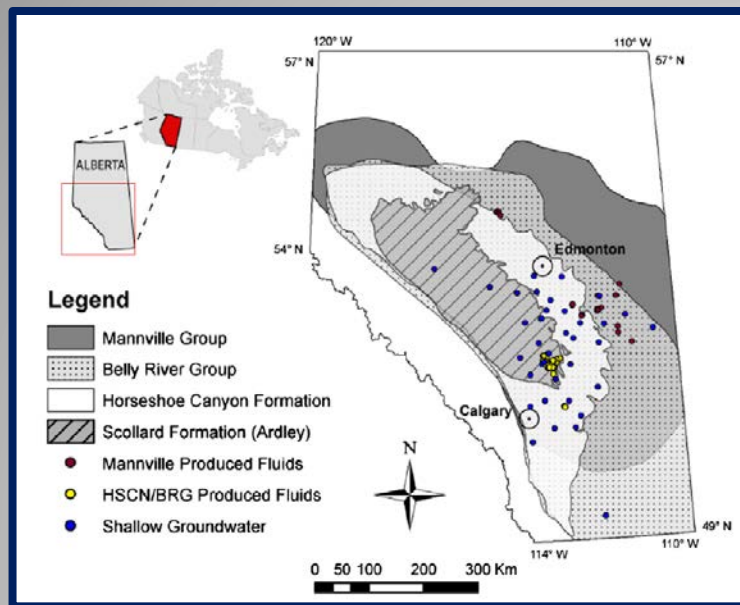 120° W
110° W
57° N
57° N
ALBERTA
54° N
Edmonton
Legend
Mannville Group
Belly River Group
Horseshoe Canyon Formation
Scollard Formation (Ardley)
Mannville Produced Fluids
HSCN/BRG Produced Fluids
Shallow Groundwater
Calgary
N
49° N
114° W
110° W
0 50 100 200 300 Km